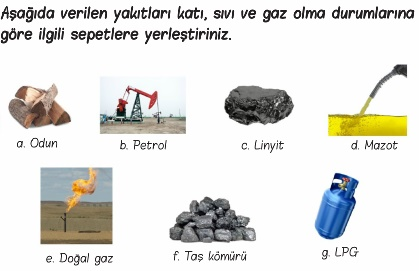 Aşağıda verilen yakıtları katı, sıvı ve gaz olma durumlarına
göre ilgili sepetlere yerleştiriniz.
a. Odun
b. Petrol
c. Linyit
d. Mazot
e. Doğal gaz
f. Taş kömürü
g. LPG